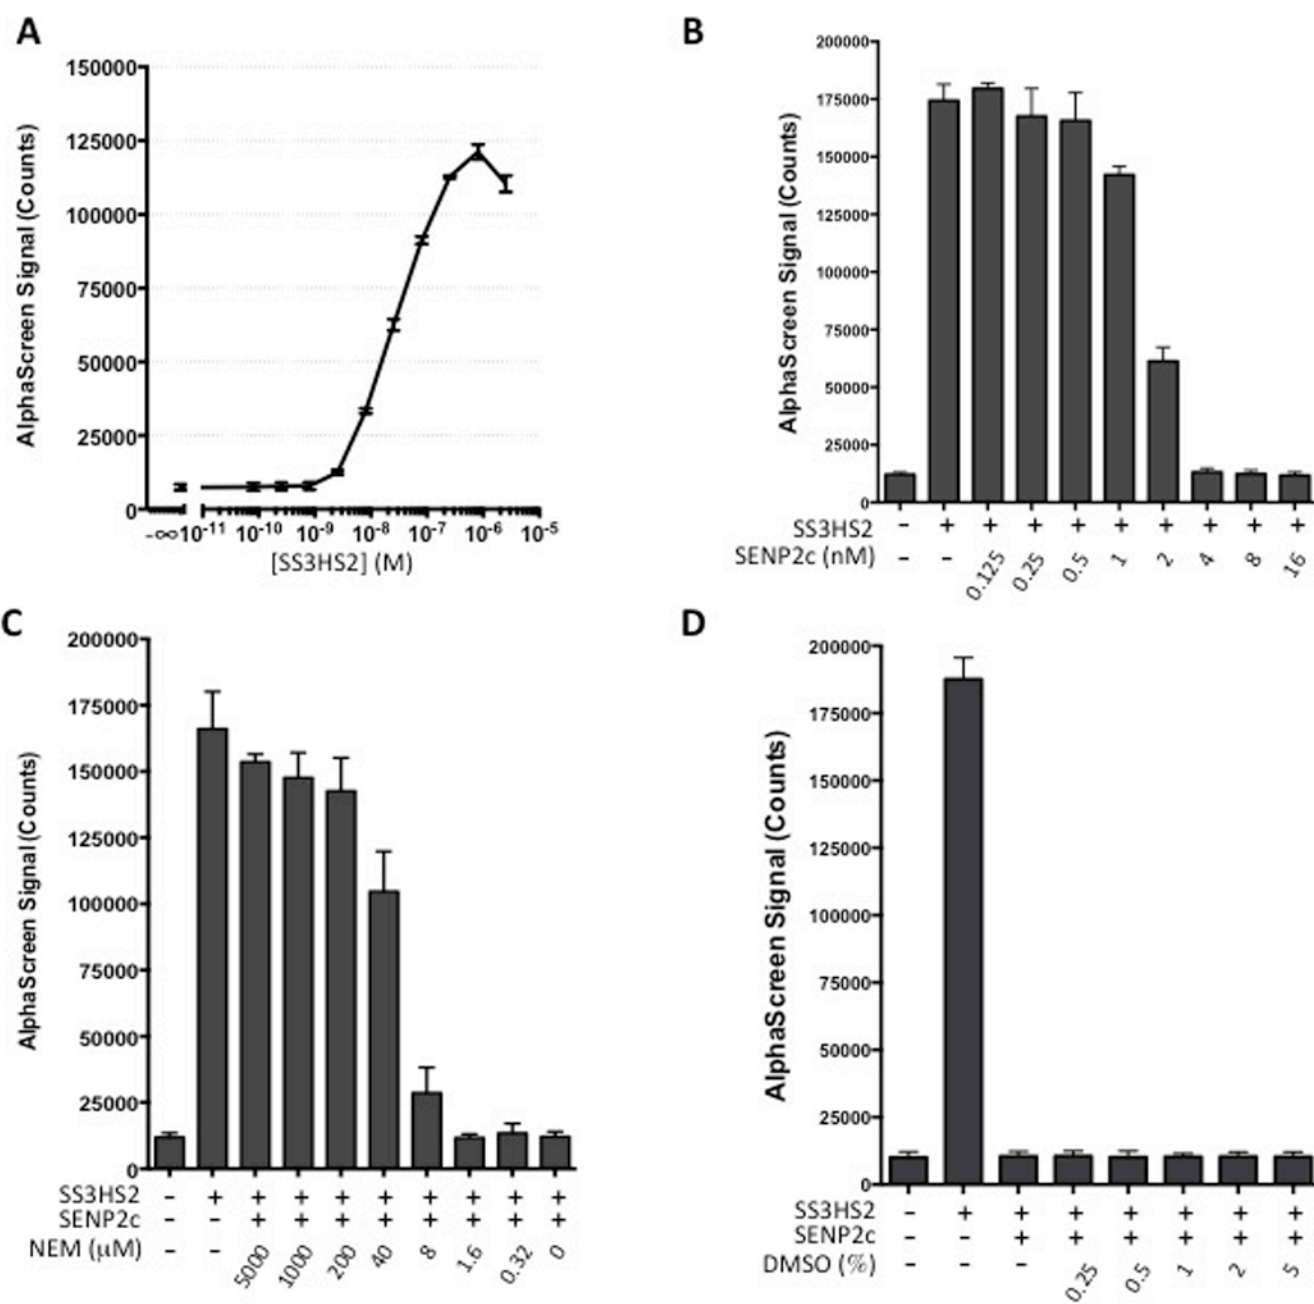 A
AlphaScreen Signal (Counts)
150000
125000
100000
75000
50000
25000
0
-∞ 10⁻¹¹ 10⁻¹⁰ 10⁻⁹ 10⁻⁸ 10⁻⁷ 10⁻⁶ 10⁻⁵
[SS3HS2] (M)
B
AlphaScreen Signal (Counts)
200000
175000
150000
125000
100000
75000
50000
25000
0
SS3HS2 - + + + + + + + + +
SENP2c (nM) - - 0.125 0.25 0.5 1 2 4 8 16
C
AlphaScreen Signal (Counts)
200000
175000
150000
125000
100000
75000
50000
25000
0
SS3HS2 - + + + + + + + + +
SENP2c - - + + + + + + + +
NEM (μM) - - 5000 1000 200 40 8 1.6 0.32 0
D
AlphaScreen Signal (Counts)
200000
175000
150000
125000
100000
75000
50000
25000
0
SS3HS2 - + + + + + + +
SENP2c - - + + + + + +
DMSO (%) - - - 0.25 0.5 1 2 5